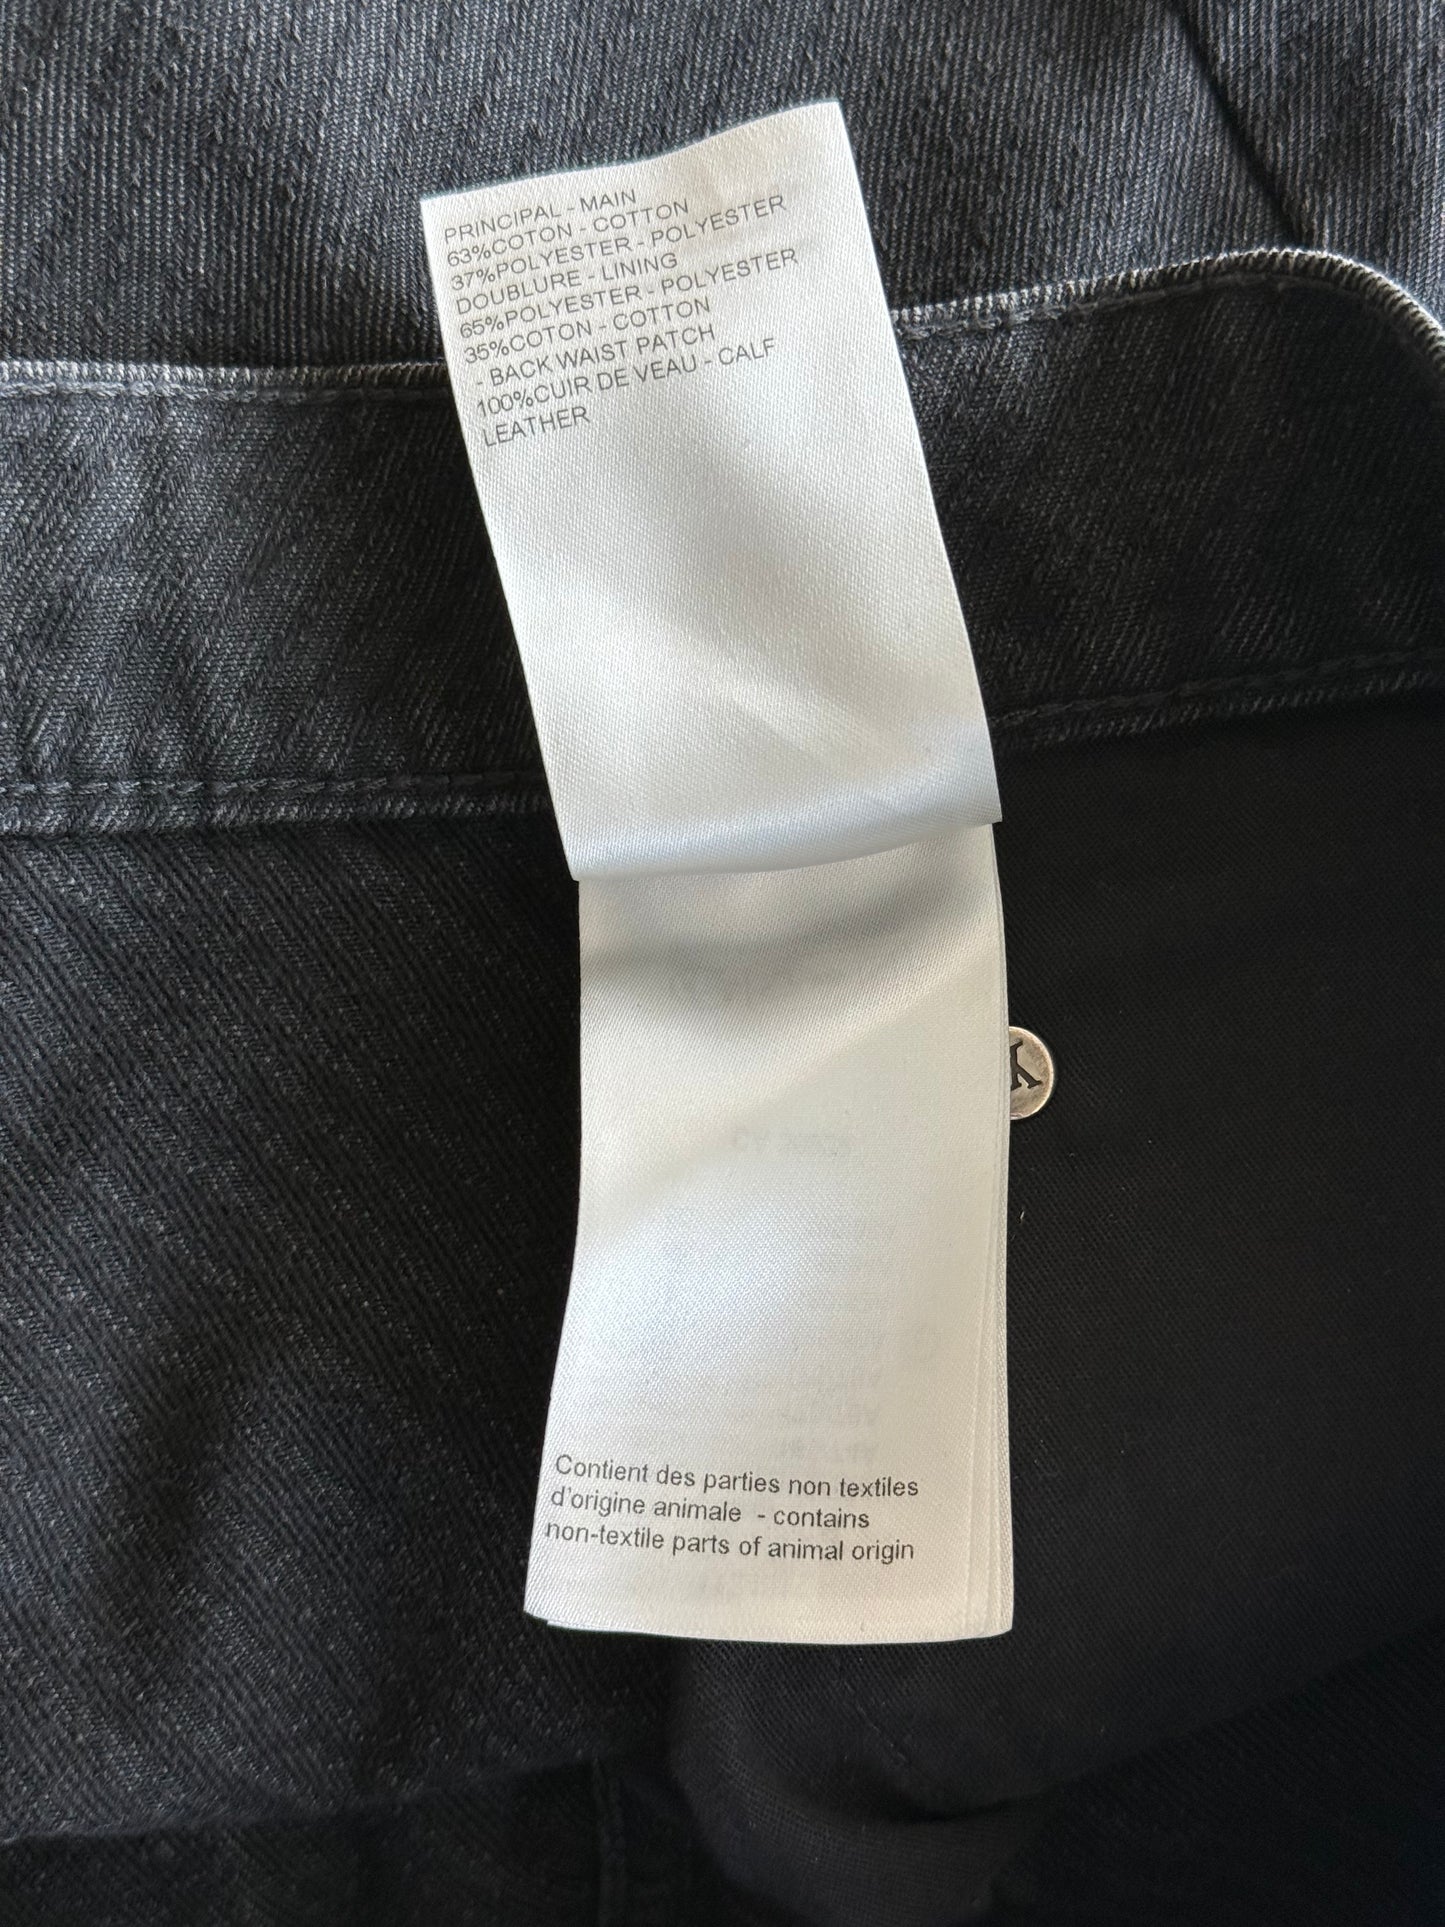 PRINCIPAL - MAIN
63%COTON - COTTON
37%POLYESTER - POLYESTER
DOUBLURE - LINING
65%POLYESTER - POLYESTER
35%COTON - COTTON
- BACK WAIST PATCH
100%CUIR DE VEAU - CALF
LEATHER
K
Contient des parties non textiles
d'origine animale - contains
non-textile parts of animal origin